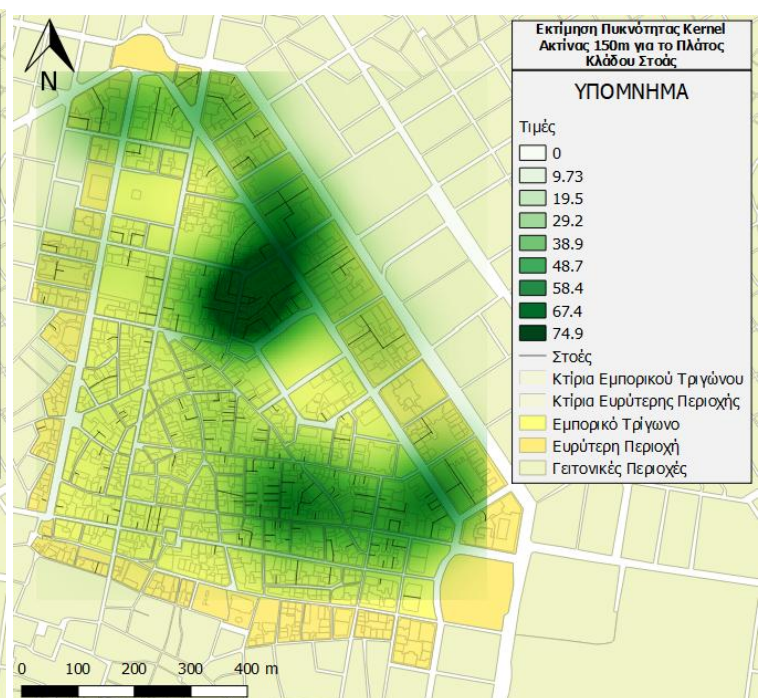 Εκτίμηση Πυκνότητας Kernel
Ακτίνας 150m για το Πλάτος
Κλάδου Στοάς
ΥΠΟΜΝΗΜΑ
Τιμές
0
9.73
19.5
29.2
38.9
48.7
58.4
67.4
74.9
Στοές
Κτίρια Εμπορικού Τριγώνου
Κτίρια Ευρύτερης Περιοχής
Εμπορικό Τρίγωνο
Ευρύτερη Περιοχή
Γειτονικές Περιοχές
N
0 100 200 300 400 m